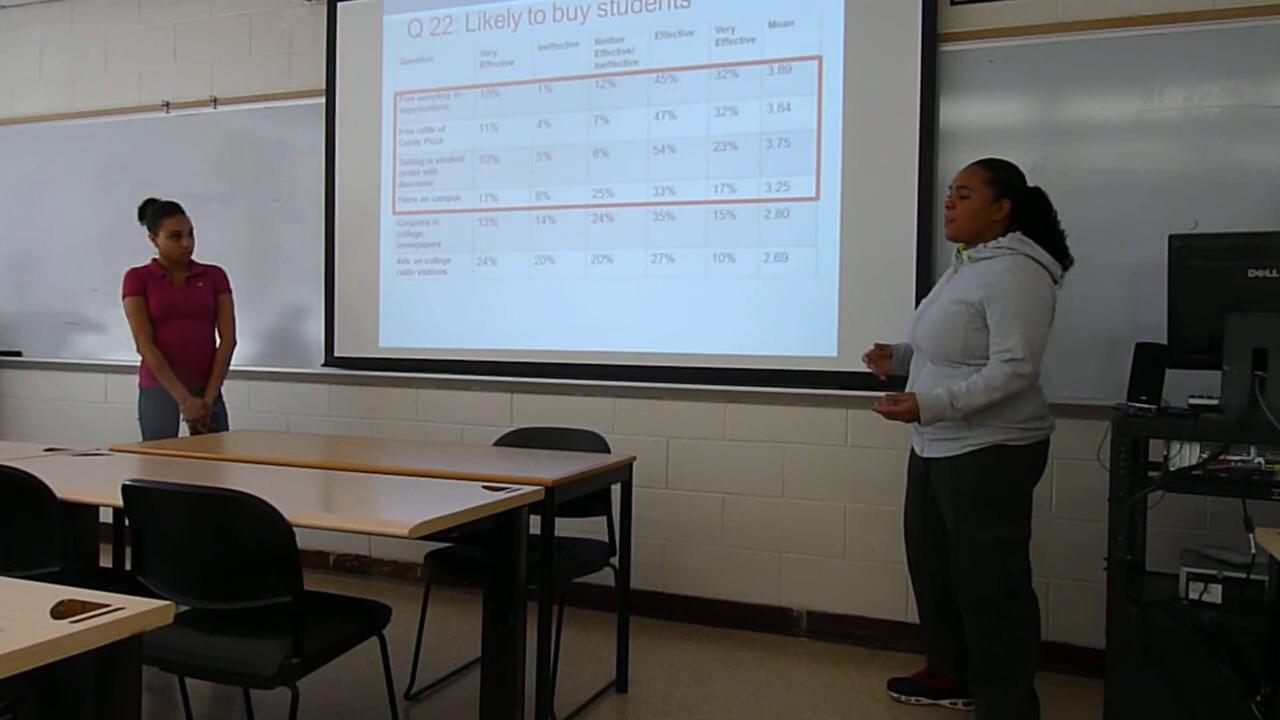 Q 22: Likely to buy students
Question Very Effective Ineffective Neither Effective/ Ineffective Effective Very Effective Mean
Free sampling to organizations 10% 1% 12% 45% 32% 3.89
Free raffle of Candy Pizza 11% 4% 7% 47% 32% 3.84
Tabling in student center with discounts 10% 5% 8% 54% 23% 3.75
Fliers on campus 17% 8% 25% 33% 17% 3.25
Coupons in college newspapers 13% 14% 24% 35% 15% 2.80
Ads on college radio stations 24% 20% 20% 27% 10% 2.69
DELL